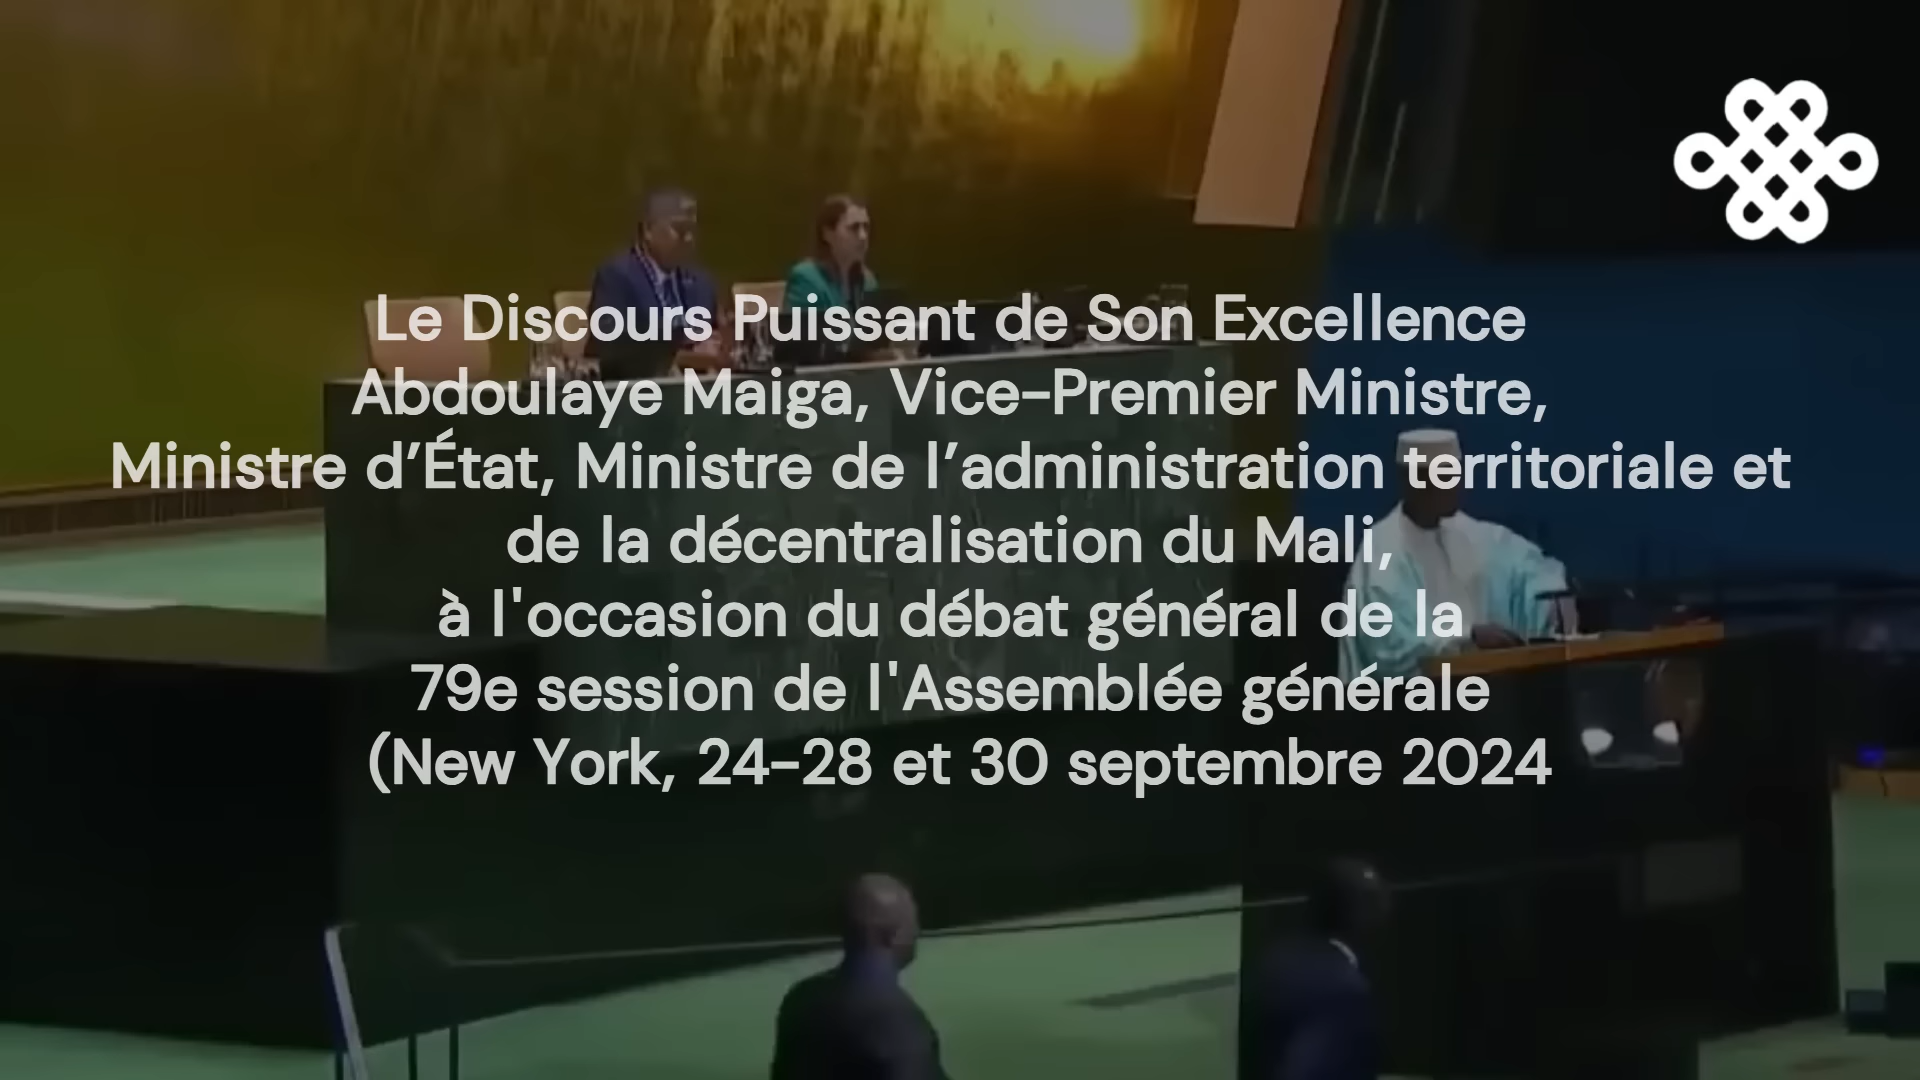 Le Discours Puissant de Son Excellence
Abdoulaye Maiga, Vice-Premier Ministre,
Ministre d’État, Ministre de l’administration territoriale et
de la décentralisation du Mali,
à l'occasion du débat général de la
79e session de l'Assemblée générale
(New York, 24-28 et 30 septembre 2024